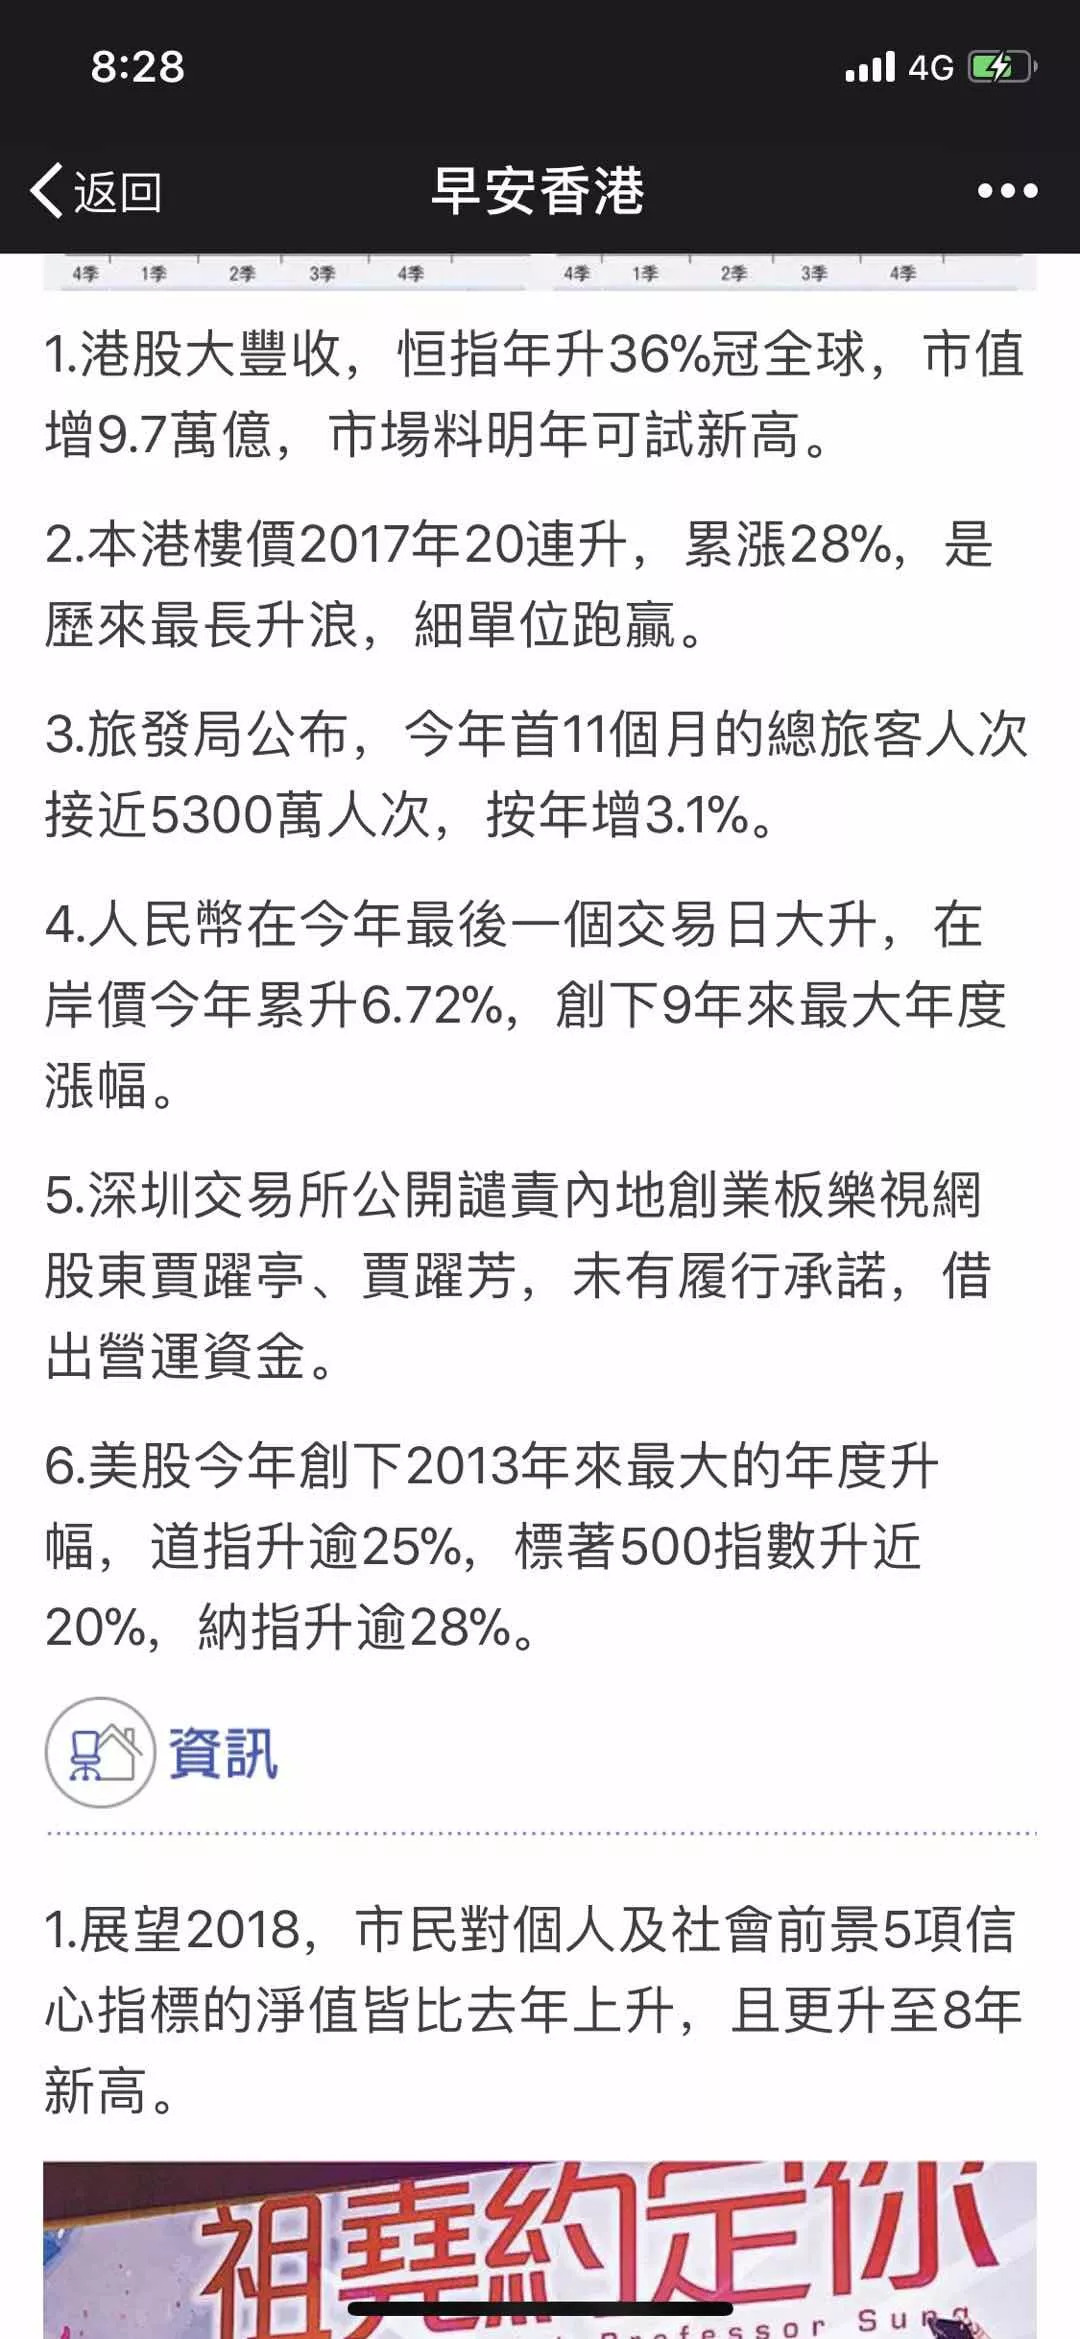 8:28
4G
返回
早安香港
4季 1季 2季 3季 4季 4季 1季 2季 3季 4季
1.港股大豐收，恒指年升36%冠全球，市值
增9.7萬億，市場料明年可試新高。
2.本港樓價2017年20連升，累漲28%，是
歷來最長升浪，細單位跑贏。
3.旅發局公布，今年首11個月的總旅客人次
接近5300萬人次，按年增3.1%。
4.人民幣在今年最後一個交易日大升，在
岸價今年累升6.72%，創下9年來最大年度
漲幅。
5.深圳交易所公開譴責內地創業板樂視網
股東賈躍亭、賈躍芳，未有履行承諾，借
出營運資金。
6.美股今年創下2013年來最大的年度升
幅，道指升逾25%，標著500指數升近
20%，納指升逾28%。
資訊
1.展望2018，市民對個人及社會前景5項信
心指標的淨值皆比去年上升，且更升至8年
新高。
祖堯約定你
Professor Sung